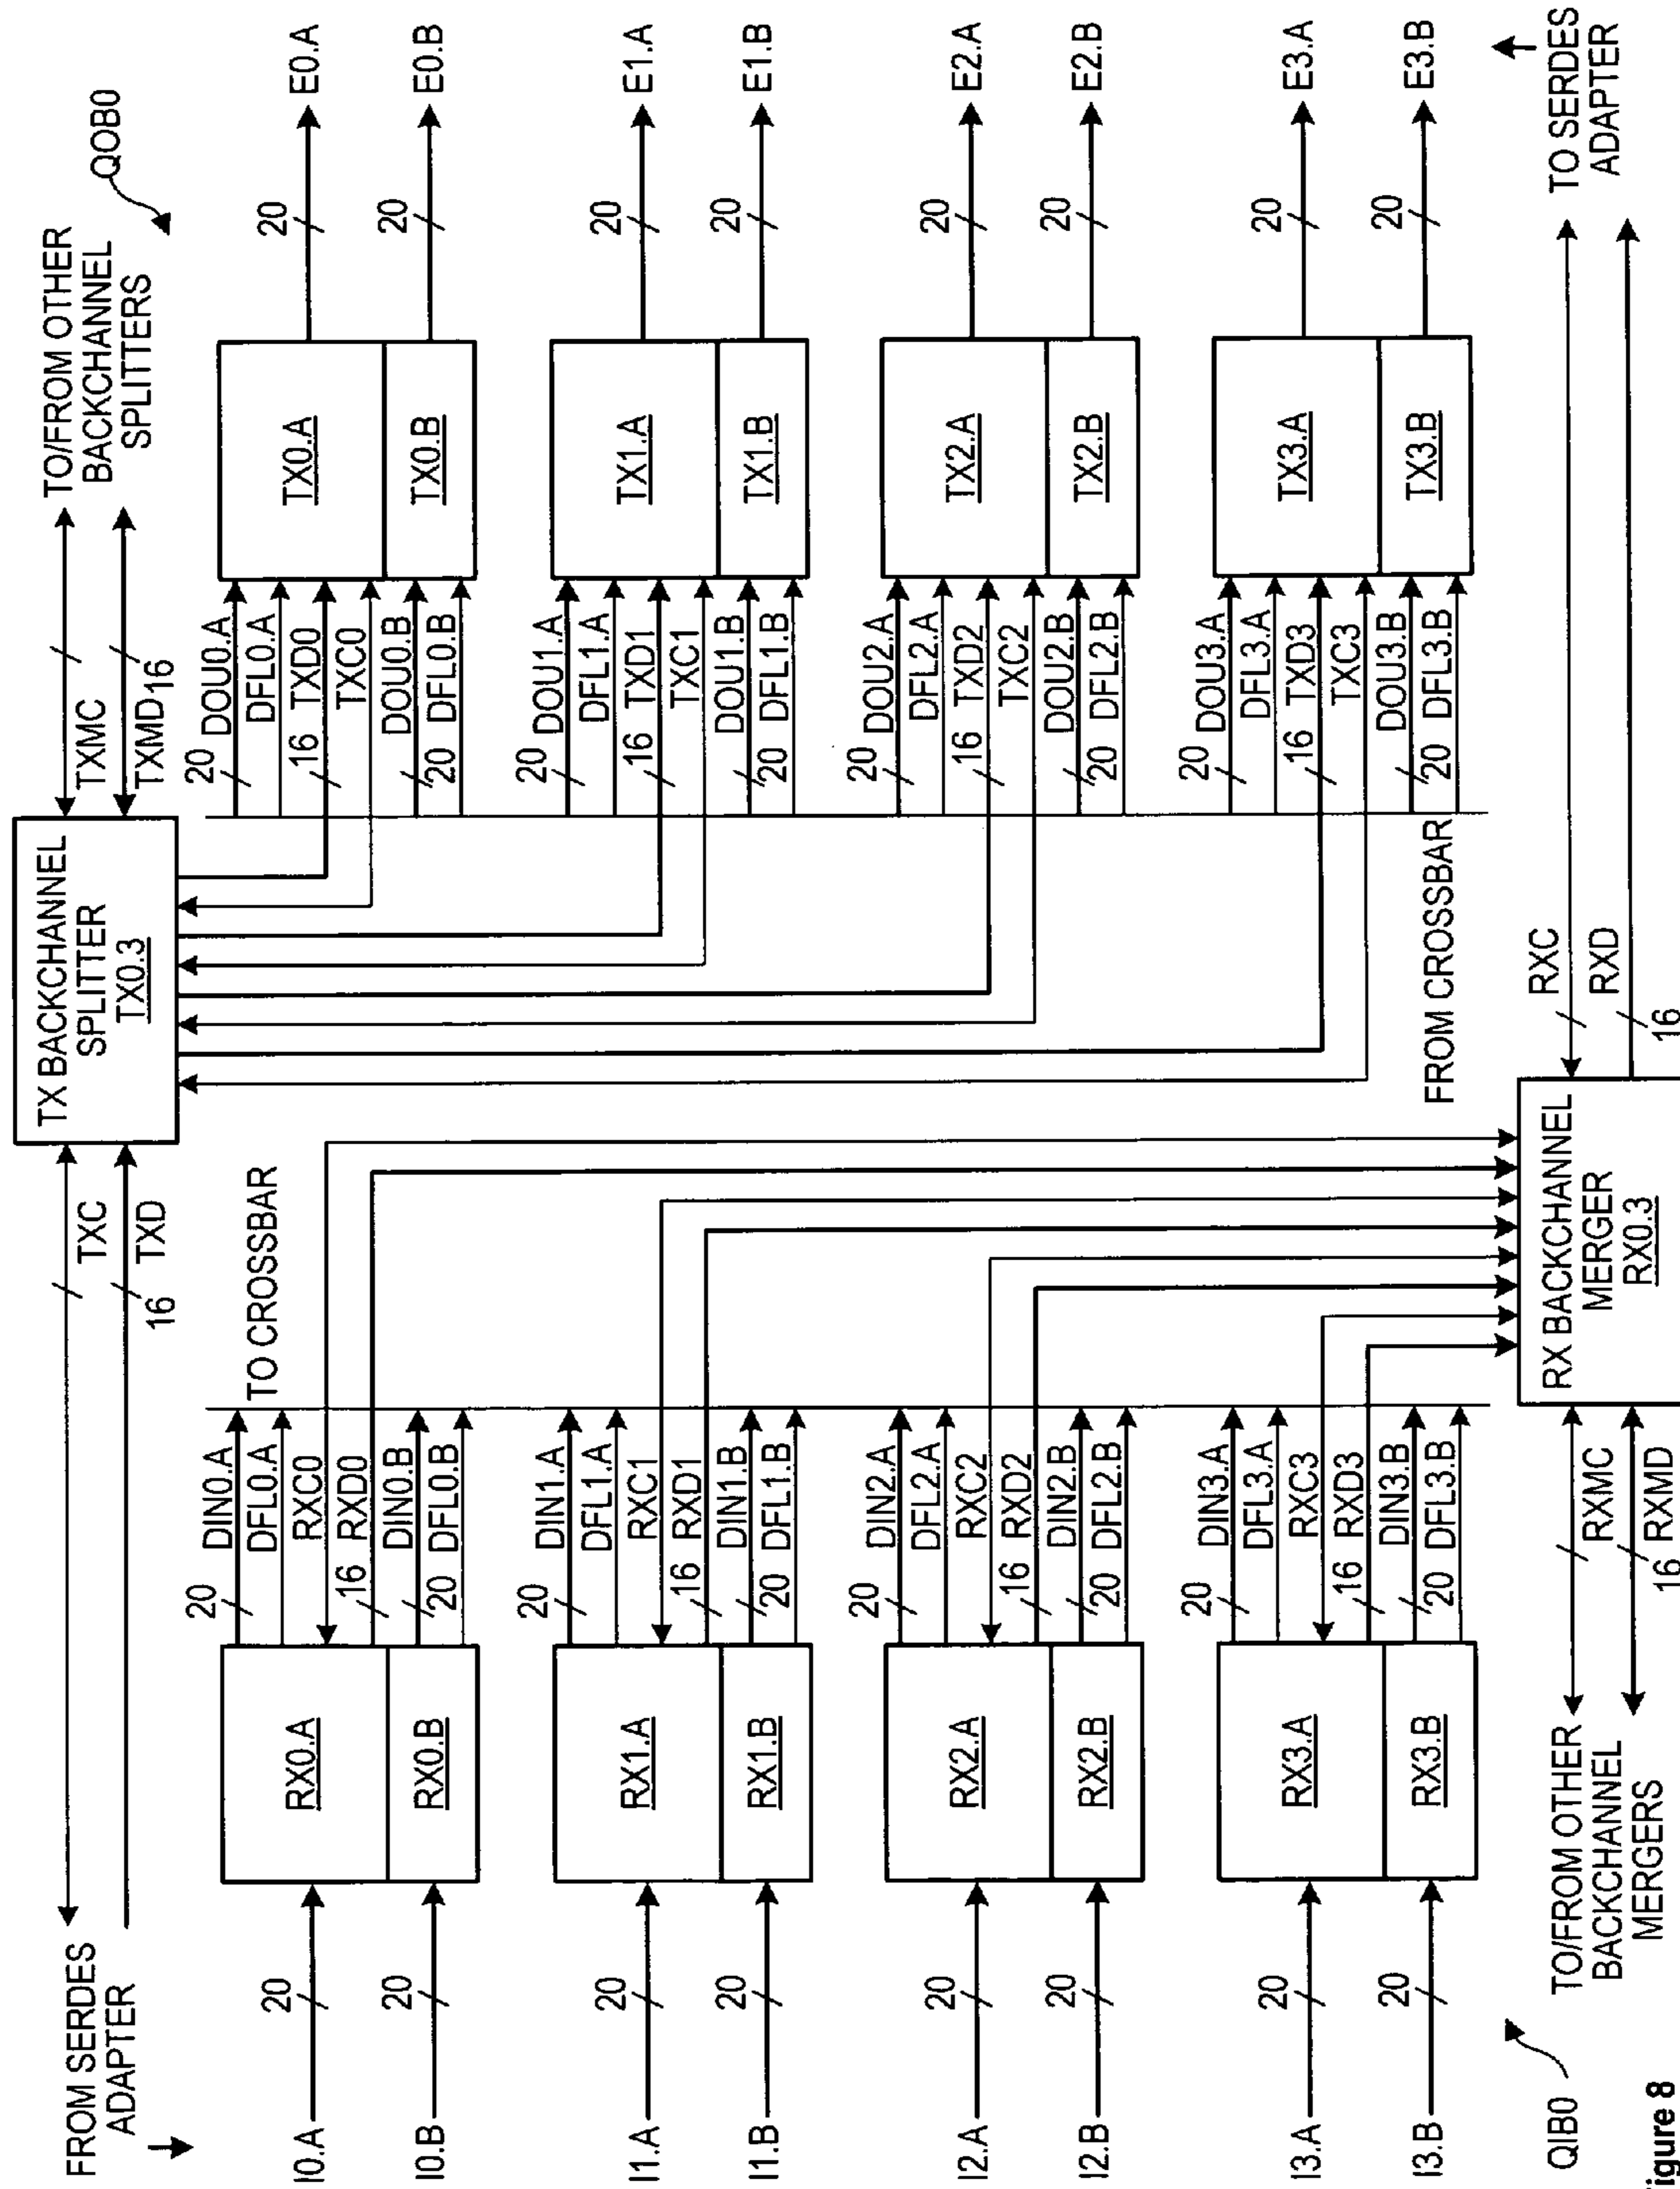 FROM SERDES
ADAPTER
TXC
TXD
16
TX BACKCHANNEL
SPLITTER
TX0.3
TXMC
TXMD
16
TO/FROM OTHER
BACKCHANNEL
SPLITTERS
QOB0
TO CROSSBAR
I0.A
20
RX0.A
20
DIN0.A
DFL0.A
RXC0
16
RXD0
I0.B
20
RX0.B
DIN0.B
20
DFL0.B
I1.A
20
RX1.A
20
DIN1.A
DFL1.A
RXC1
16
RXD1
I1.B
20
RX1.B
DIN1.B
20
DFL1.B
I2.A
20
RX2.A
20
DIN2.A
DFL2.A
RXC2
16
RXD2
I2.B
20
RX2.B
DIN2.B
20
DFL2.B
I3.A
20
RX3.A
20
DIN3.A
DFL3.A
RXC3
16
RXD3
I3.B
20
RX3.B
DIN3.B
20
DFL3.B
20
DOU0.A
DFL0.A
16
TXD0
TXC0
TX0.A
20
E0.A
DOU0.B
20
DFL0.B
TX0.B
20
E0.B
20
DOU1.A
DFL1.A
16
TXD1
TXC1
TX1.A
20
E1.A
DOU1.B
20
DFL1.B
TX1.B
20
E1.B
20
DOU2.A
DFL2.A
16
TXD2
TXC2
TX2.A
20
E2.A
DOU2.B
20
DFL2.B
TX2.B
20
E2.B
20
DOU3.A
DFL3.A
16
TXD3
TXC3
TX3.A
20
E3.A
DOU3.B
20
DFL3.B
TX3.B
20
E3.B
FROM CROSSBAR
QIB0
TO/FROM OTHER
BACKCHANNEL
MERGERS
RXMC
RXMD
16
RX BACKCHANNEL
MERGER
RX0.3
RXC
RXD
16
TO SERDES
ADAPTER
igure 8